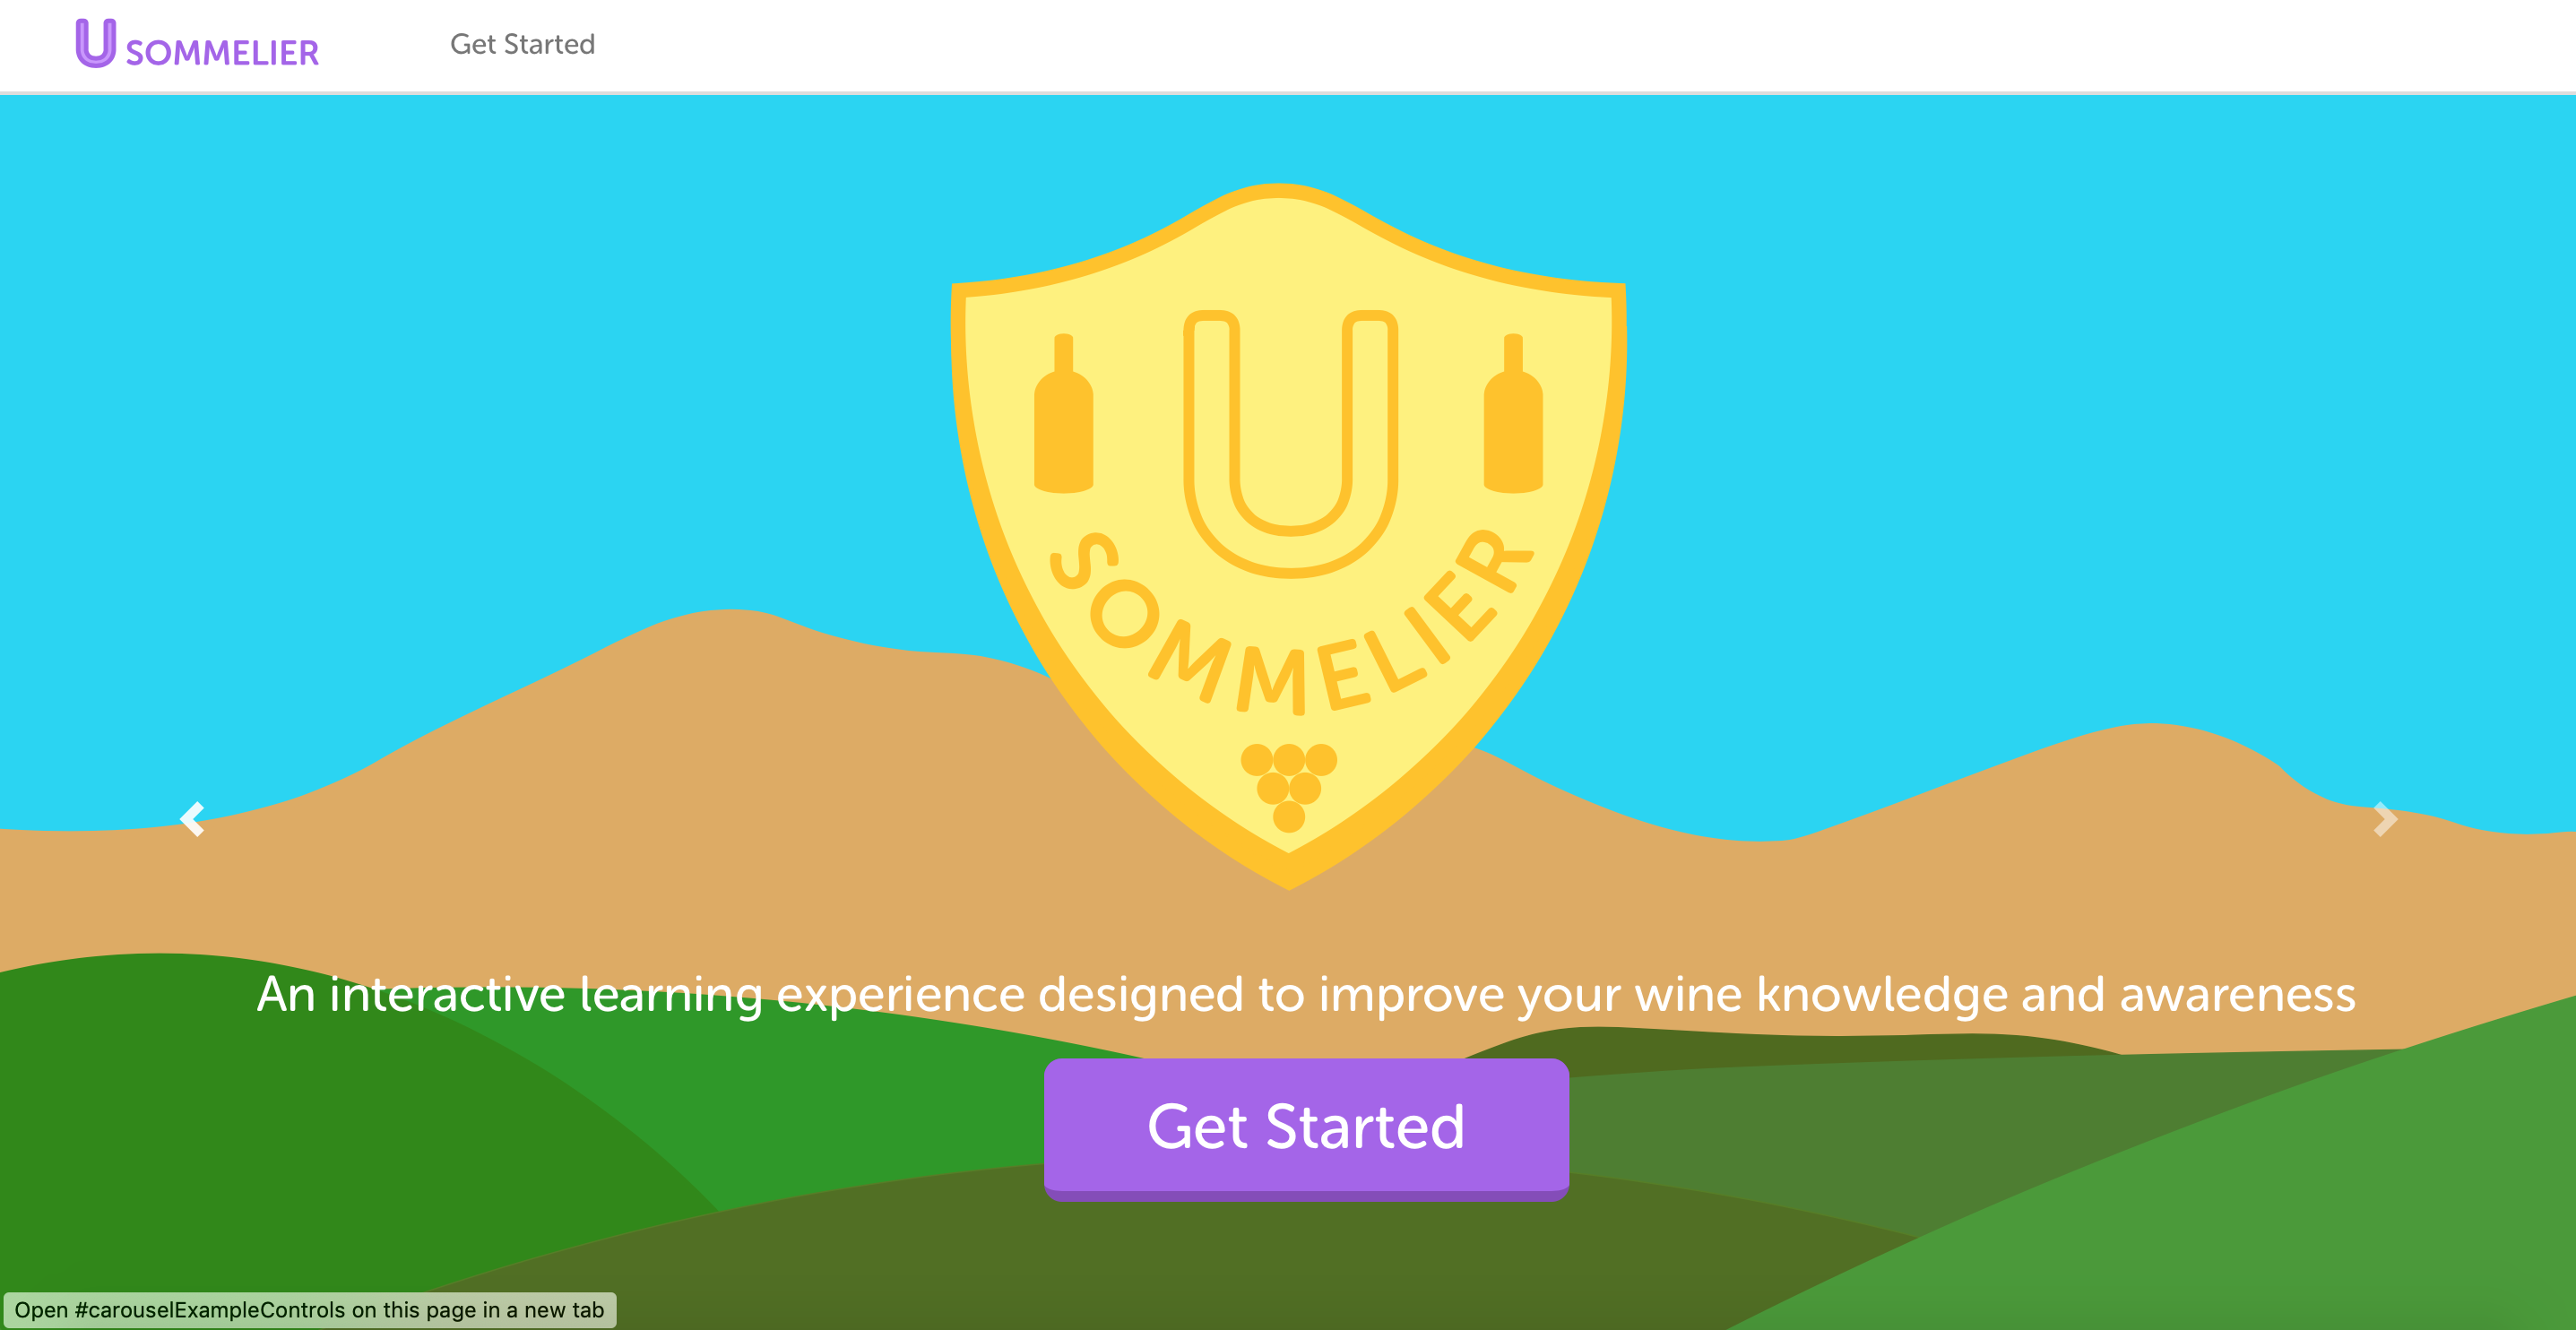 U SOMMELIER
Get Started
U
SOMMELIER
An interactive learning experience designed to improve your wine knowledge and awareness
Get Started
Open #carouselExampleControls on this page in a new tab